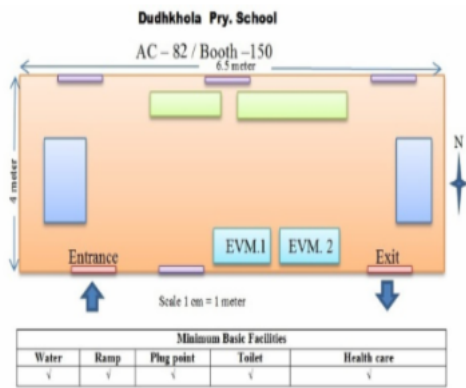 Dudhkhola Pry. School
AC – 82 / Booth –150
6.5 meter
4 meter
N
EVM.1 EVM. 2
Entrance Exit
Scale 1 cm = 1 meter
Minimum Basic Facilities
Water Ramp Plug point Toilet Health care
√ √ √ √ √